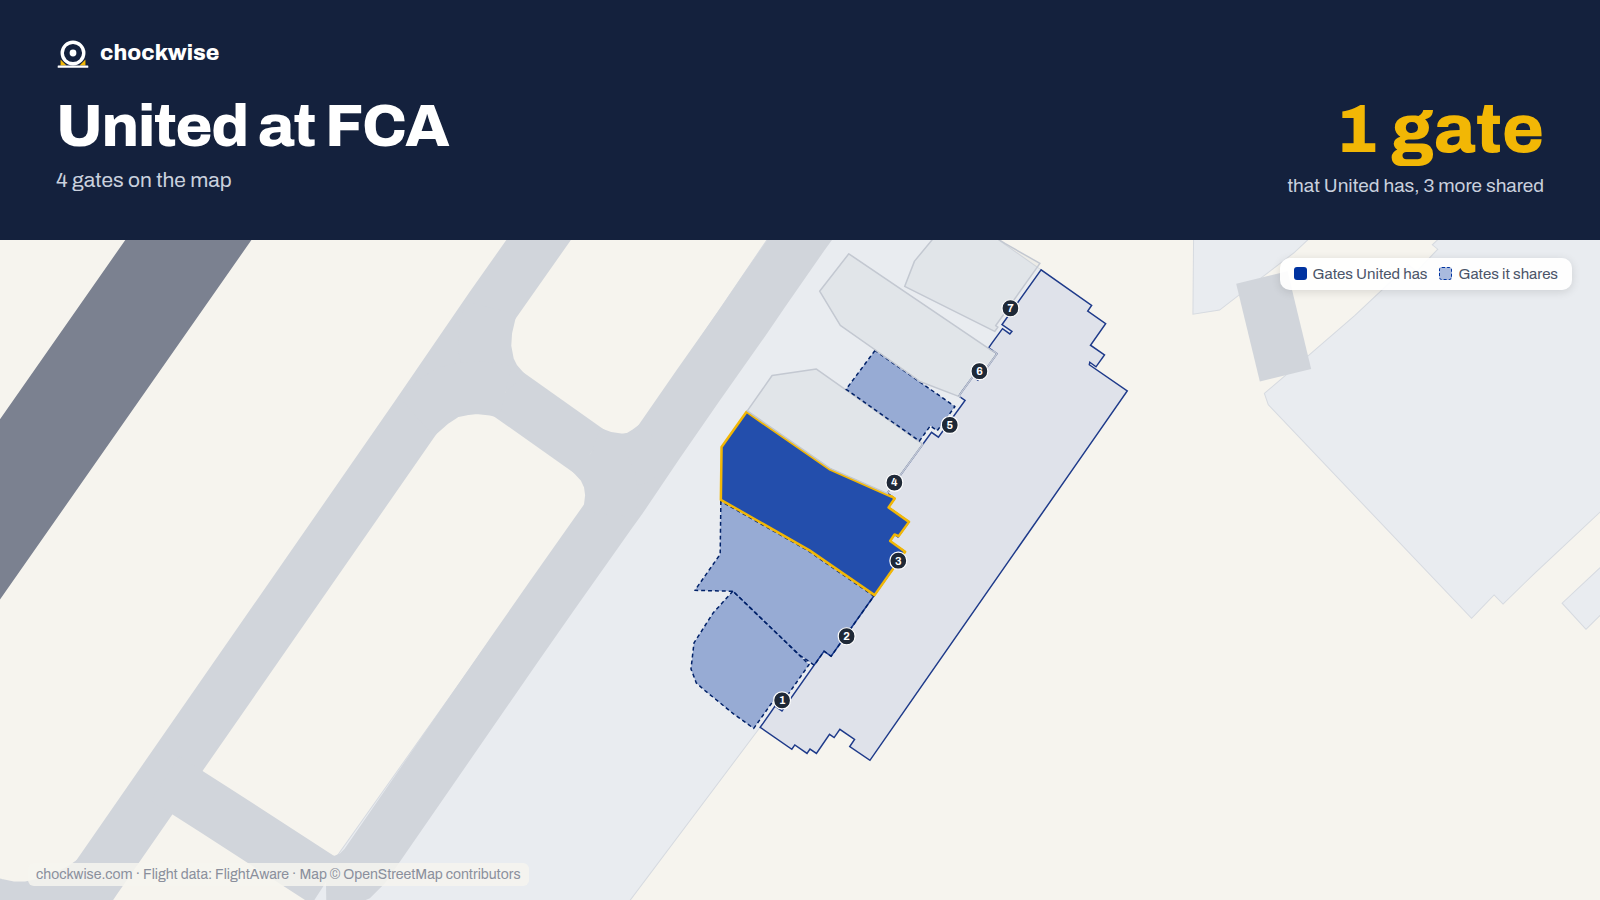 chockwise
United at FCA
4 gates on the map
1 gate
that United has, 3 more shared
Gates United has
Gates it shares
7
6
5
4
3
2
1
chockwise.com · Flight data: FlightAware · Map © OpenStreetMap contributors